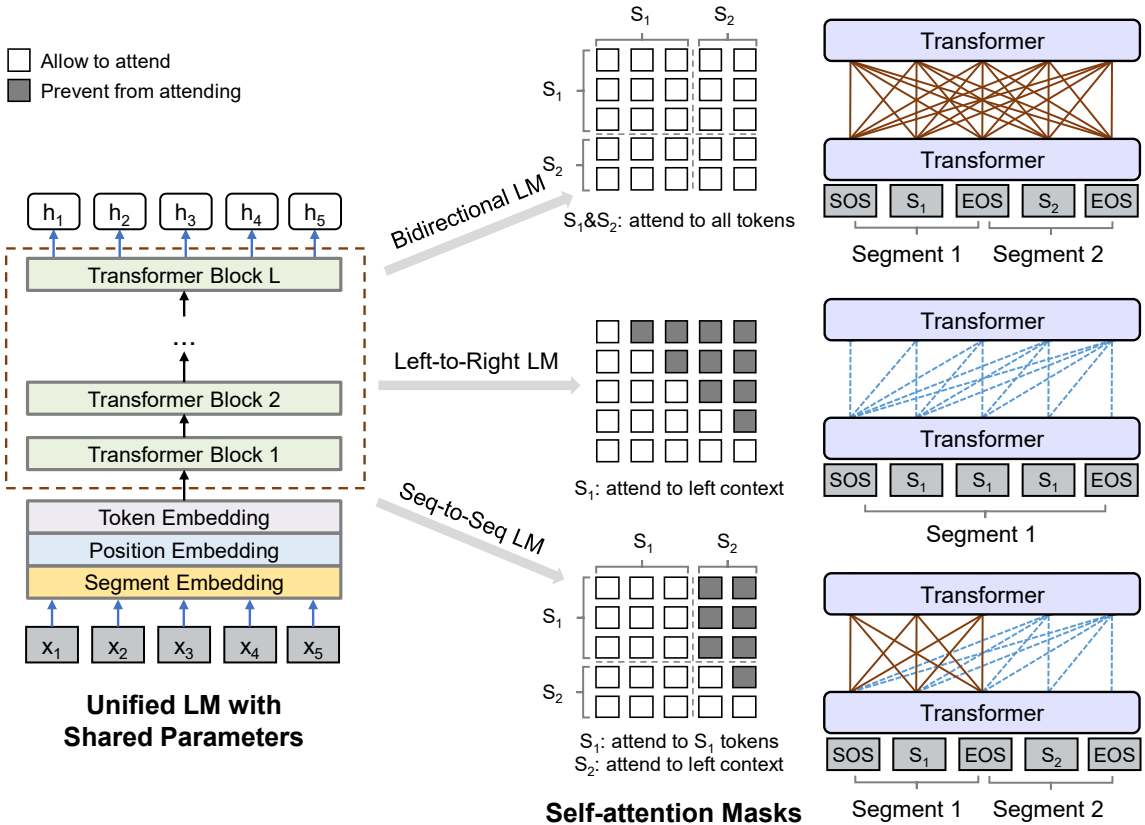 Allow to attend
Prevent from attending
h1 h2 h3 h4 h5
Transformer Block L
...
Transformer Block 2
Transformer Block 1
Token Embedding
Position Embedding
Segment Embedding
x1 x2 x3 x4 x5
Unified LM with
Shared Parameters
Bidirectional LM
Left-to-Right LM
Seq-to-Seq LM
S1 S2
S1
S2
S1&S2: attend to all tokens
S1: attend to left context
S1 S2
S1
S2
S1: attend to S1 tokens
S2: attend to left context
Self-attention Masks
Transformer
Transformer
SOS S1 EOS S2 EOS
Segment 1 Segment 2
Transformer
Transformer
SOS S1 S1 S1 EOS
Segment 1
Transformer
Transformer
SOS S1 EOS S2 EOS
Segment 1 Segment 2